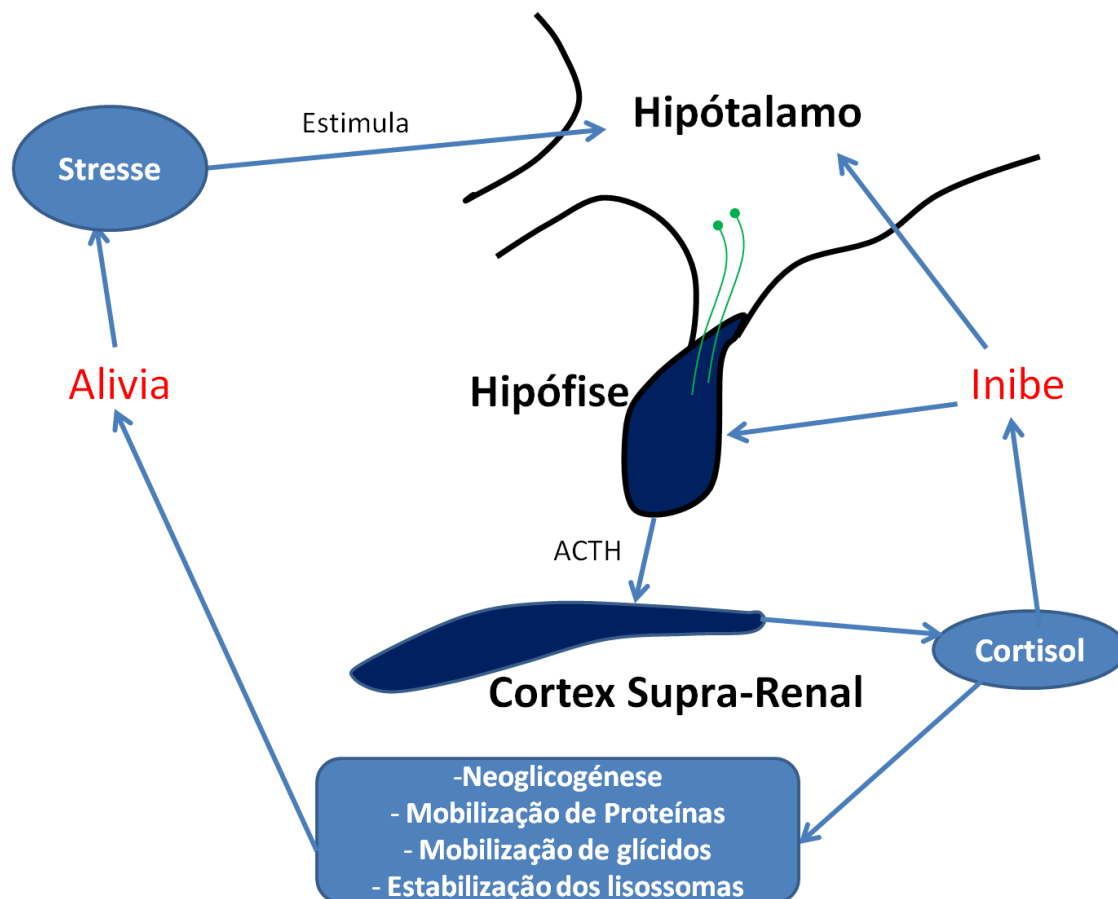 Hipótalamo
Estimula
Stresse
Hipófise
Alivia
Inibe
ACTH
Cortisol
Cortex Supra-Renal
-Neoglicogénese
- Mobilização de Proteínas
- Mobilização de glícidos
- Estabilização dos lisossomas